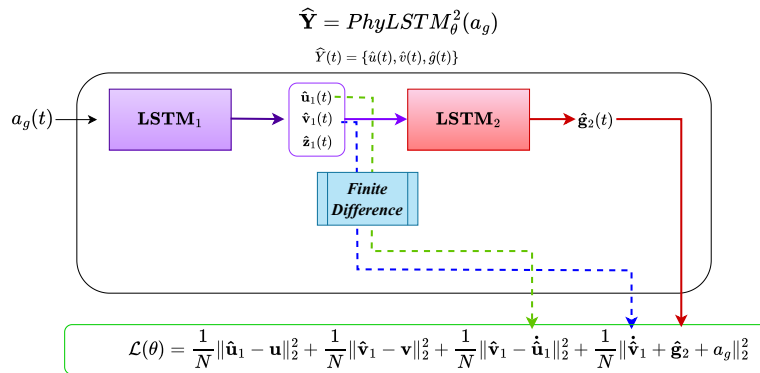 Ŷ = PhyLSTM²_θ(a_g)
Ŷ(t) = {û(t), v̂(t), ĝ(t)}
a_g(t)
LSTM₁
û₁(t)
v̂₁(t)
ẑ₁(t)
LSTM₂
ĝ₂(t)
Finite
Difference
ℒ(θ) = 1/N ‖û₁ − u‖₂² + 1/N ‖v̂₁ − v‖₂² + 1/N ‖v̂₁ − û̇₁‖₂² + 1/N ‖v̂̇₁ + ĝ₂ + a_g‖₂²